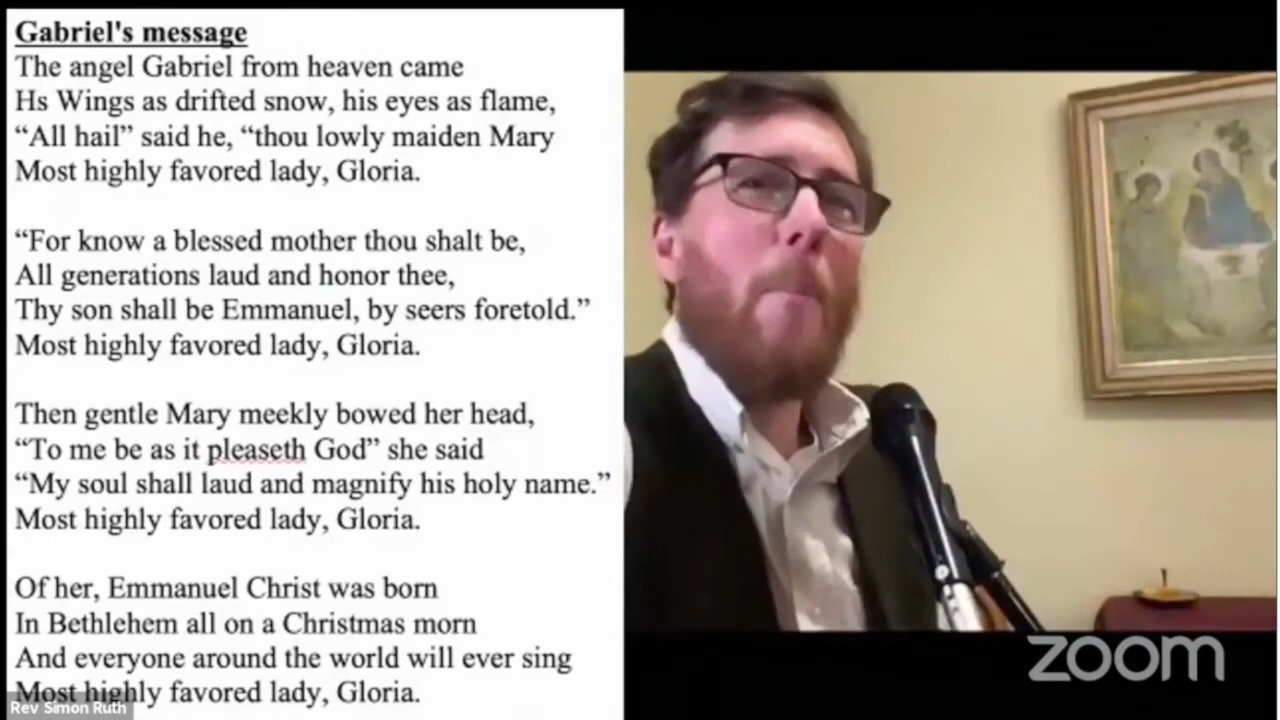 Gabriel's message
The angel Gabriel from heaven came
Hs Wings as drifted snow, his eyes as flame,
“All hail” said he, “thou lowly maiden Mary
Most highly favored lady, Gloria.
“For know a blessed mother thou shalt be,
All generations laud and honor thee,
Thy son shall be Emmanuel, by seers foretold.”
Most highly favored lady, Gloria.
Then gentle Mary meekly bowed her head,
“To me be as it pleaseth God” she said
“My soul shall laud and magnify his holy name.”
Most highly favored lady, Gloria.
Of her, Emmanuel Christ was born
In Bethlehem all on a Christmas morn
And everyone around the world will ever sing
Most highly favored lady, Gloria.
Rev Simon Ruth
zoom